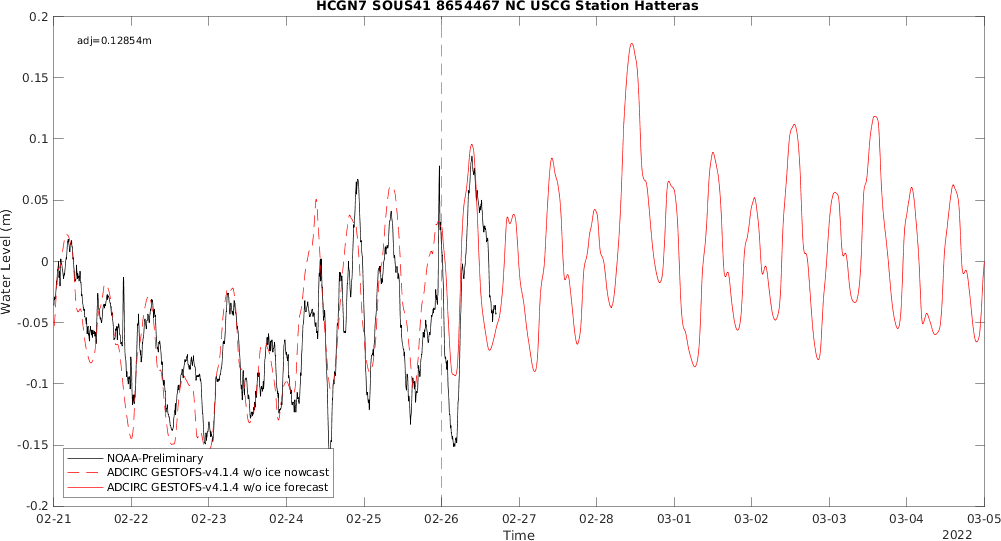 HCGN7 SOUS41 8654467 NC USCG Station Hatteras
adj=0.12854m
0.2
0.15
0.1
0.05
0
-0.05
-0.1
-0.15
-0.2
Water Level (m)
NOAA-Preliminary
ADCIRC GESTOFS-v4.1.4 w/o ice nowcast
ADCIRC GESTOFS-v4.1.4 w/o ice forecast
02-21 02-22 02-23 02-24 02-25 02-26 02-27 02-28 03-01 03-02 03-03 03-04 03-05
Time
2022